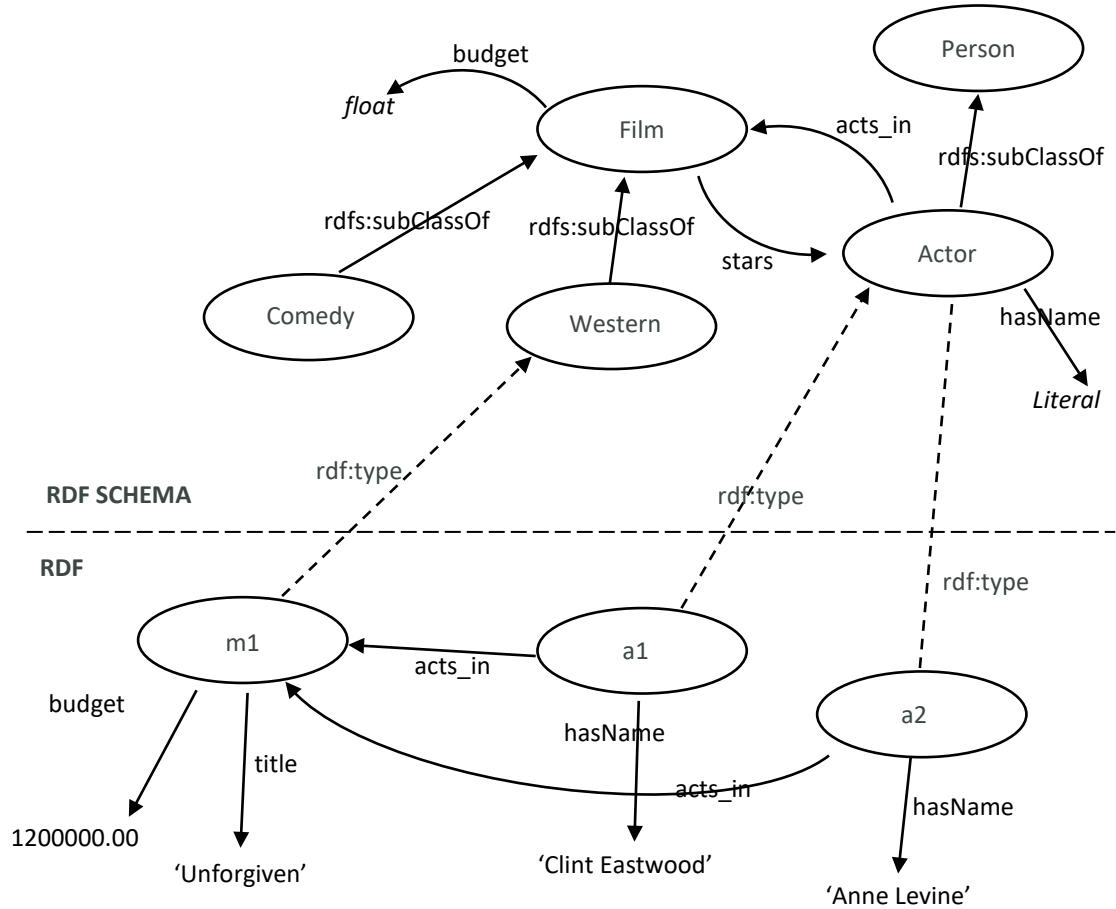 Person
budget
float
Film
acts_in
rdfs:subClassOf
rdfs:subClassOf
rdfs:subClassOf
stars
Actor
Comedy
Western
hasName
Literal
rdf:type
RDF SCHEMA
rdf:type
RDF
rdf:type
m1
a1
acts_in
budget
a2
hasName
title
acts_in
hasName
1200000.00
‘Unforgiven’
‘Clint Eastwood’
‘Anne Levine’